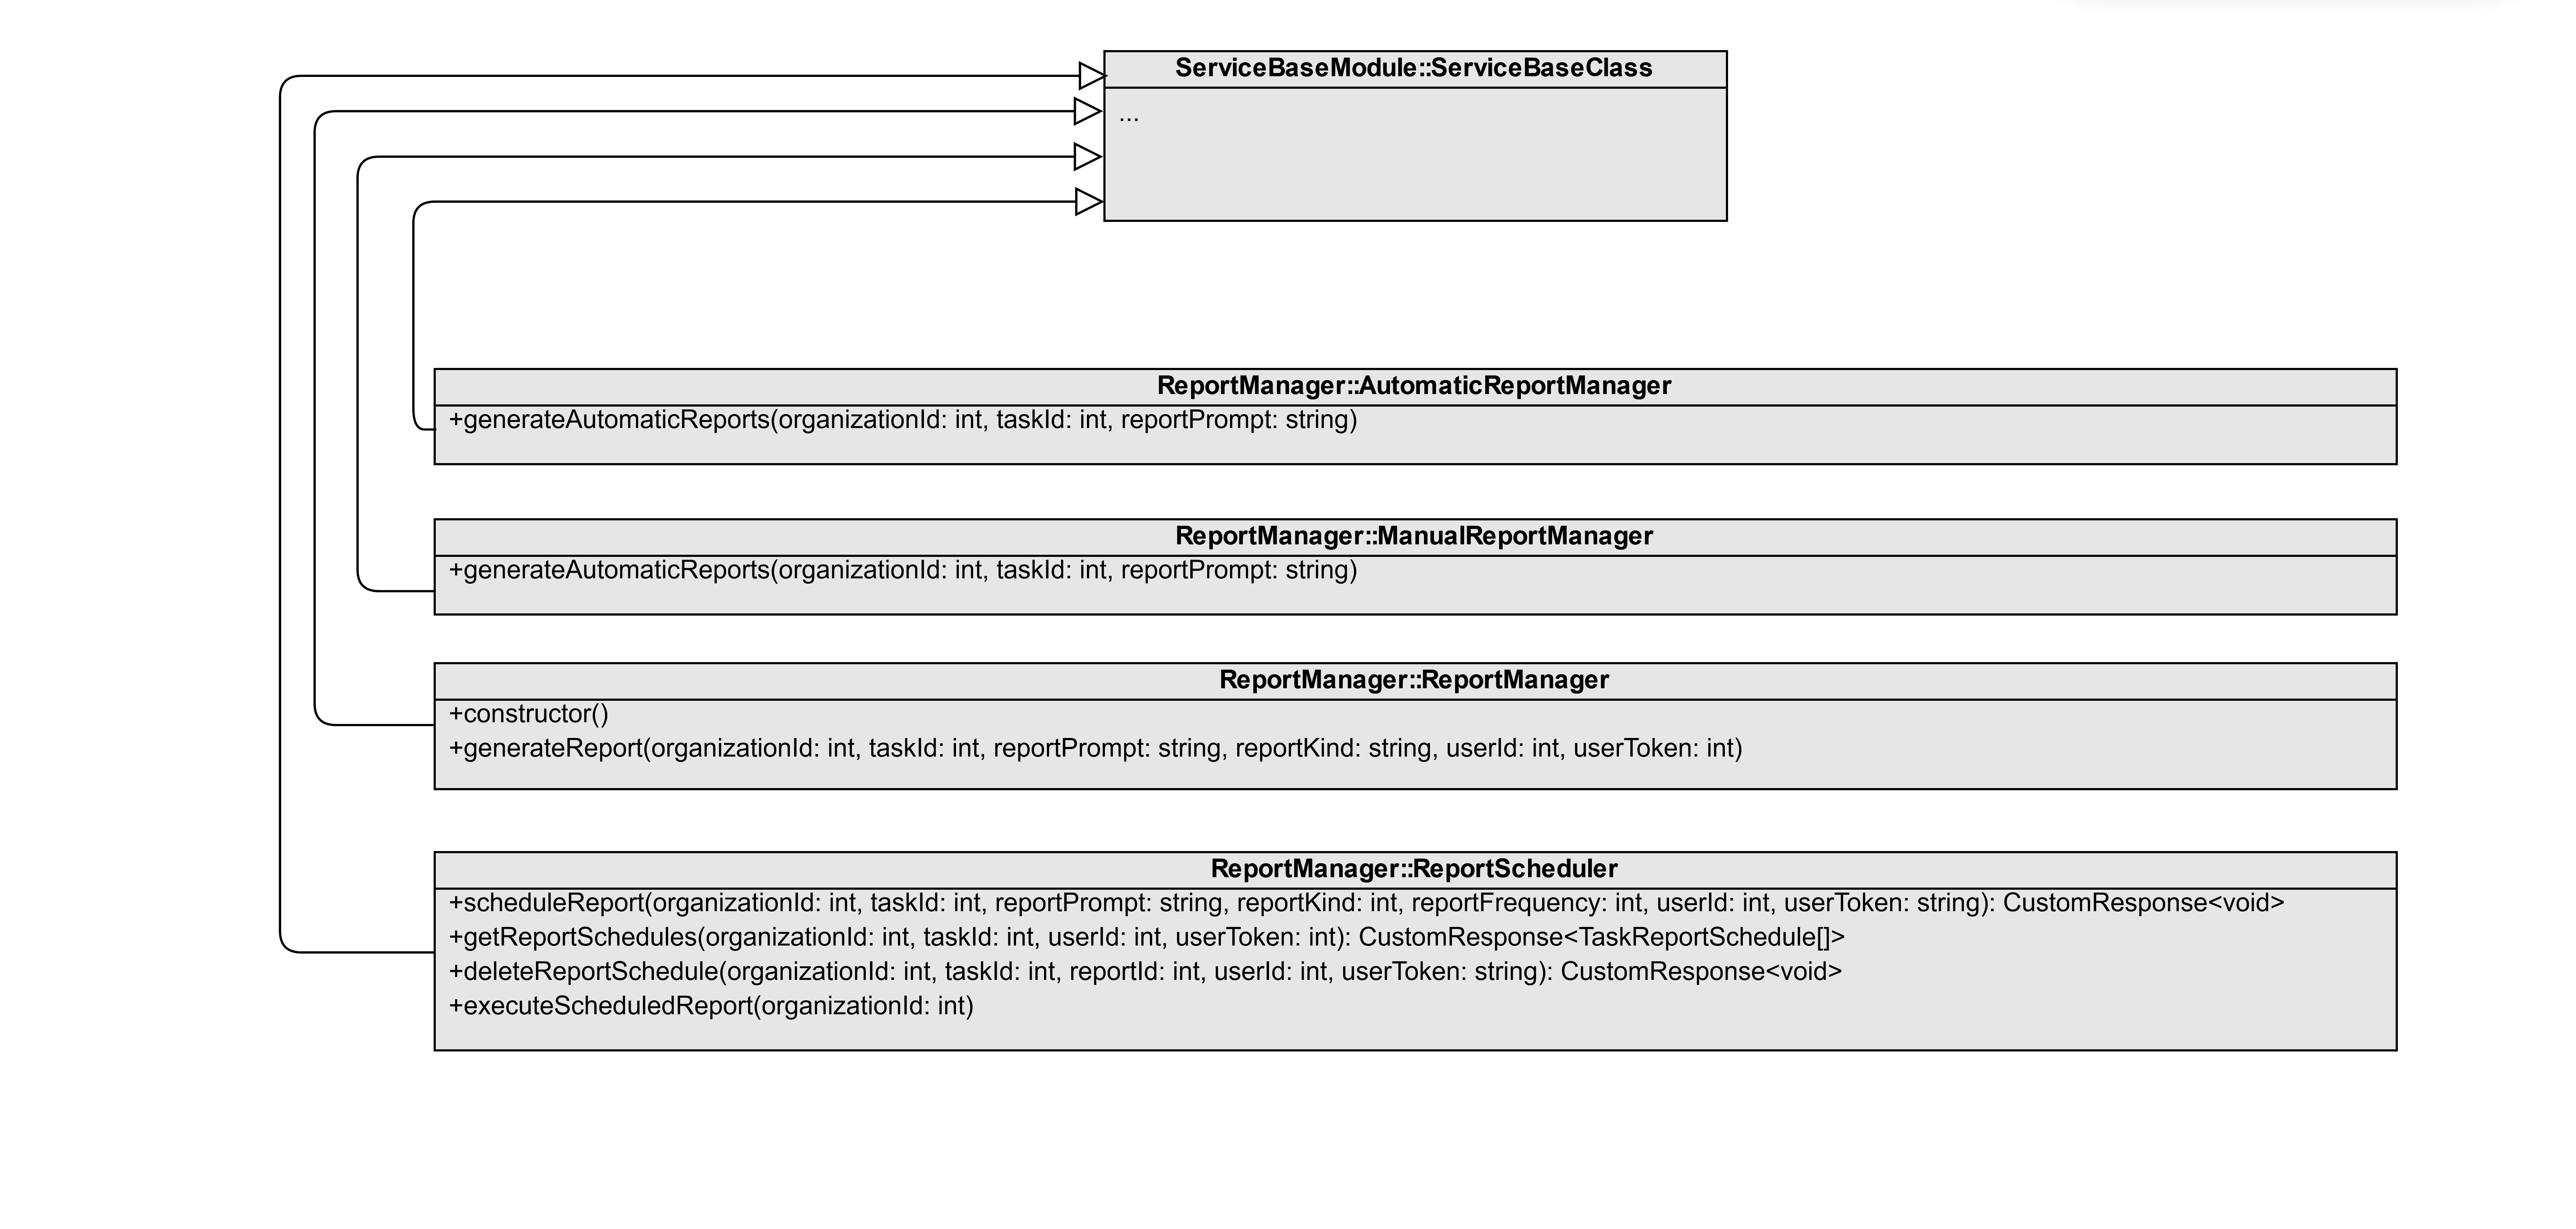 ServiceBaseModule::ServiceBaseClass
...
ReportManager::AutomaticReportManager
+generateAutomaticReports(organizationId: int, taskId: int, reportPrompt: string)
ReportManager::ManualReportManager
+generateAutomaticReports(organizationId: int, taskId: int, reportPrompt: string)
ReportManager::ReportManager
+constructor()
+generateReport(organizationId: int, taskId: int, reportPrompt: string, reportKind: string, userId: int, userToken: int)
ReportManager::ReportScheduler
+scheduleReport(organizationId: int, taskId: int, reportPrompt: string, reportKind: int, reportFrequency: int, userId: int, userToken: string): CustomResponse<void>
+getReportSchedules(organizationId: int, taskId: int, userId: int, userToken: int): CustomResponse<TaskReportSchedule[]>
+deleteReportSchedule(organizationId: int, taskId: int, reportId: int, userId: int, userToken: string): CustomResponse<void>
+executeScheduledReport(organizationId: int)